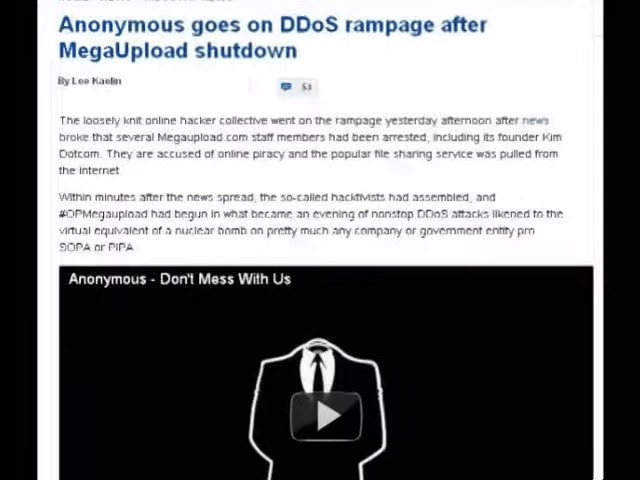 Anonymous goes on DDoS rampage after
MegaUpload shutdown
By Lee Kaelin
53
The loosely knit online hacker collective went on the rampage yesterday afternoon after news
broke that several Megaupload.com staff members had been arrested, including its founder Kim
Dotcom. They are accused of online piracy and the popular file sharing service was pulled from
the internet.
Within minutes after the news spread, the so-called hacktivists had assembled, and
#OPMegaupload had begun in what became an evening of nonstop DDoS attacks likened to the
virtual equivalent of a nuclear bomb on pretty much any company or government entity pro
SOPA or PIPA.
Anonymous - Don't Mess With Us